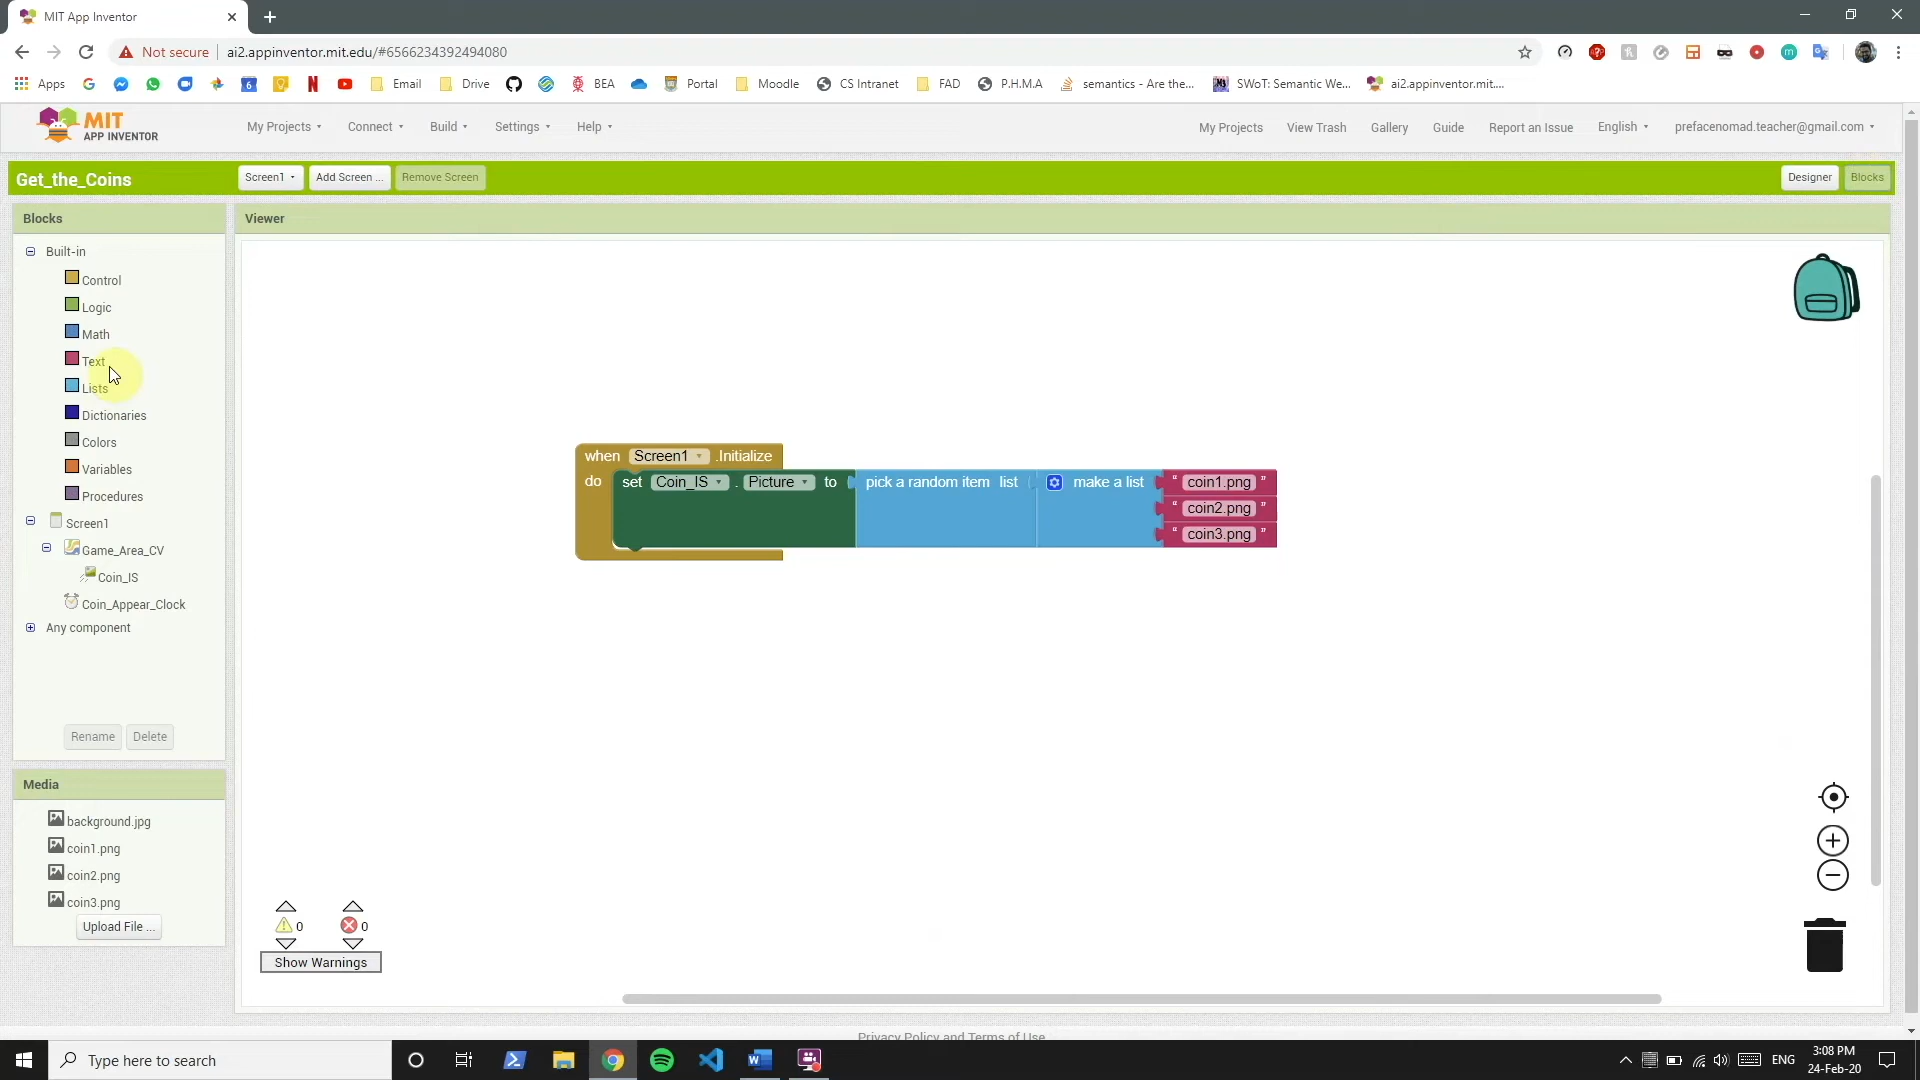 MIT App Inventor
Not secure
ai2.appinventor.mit.edu/#6566234392494080
Apps
Email
Drive
BEA
Portal
Moodle
CS Intranet
FAD
P.H.M.A
semantics - Are the...
SWoT: Semantic We...
ai2.appinventor.mit....
MIT
APP INVENTOR
My Projects
Connect
Build
Settings
Help
My Projects
View Trash
Gallery
Guide
Report an Issue
English
prefacenomad.teacher@gmail.com
Get_the_Coins
Screen1
Add Screen ...
Remove Screen
Designer
Blocks
Blocks
Viewer
Built-in
Control
Logic
Math
Text
Lists
Dictionaries
Colors
Variables
Procedures
Screen1
Game_Area_CV
Coin_IS
Coin_Appear_Clock
Any component
Rename
Delete
when Screen1 .Initialize
do set Coin_IS . Picture to pick a random item list make a list “ coin1.png ”
“ coin2.png ”
“ coin3.png ”
Media
background.jpg
coin1.png
coin2.png
coin3.png
Upload File ...
0
0
Show Warnings
Privacy Policy and Terms of Use
Type here to search
ENG
3:08 PM
24-Feb-20